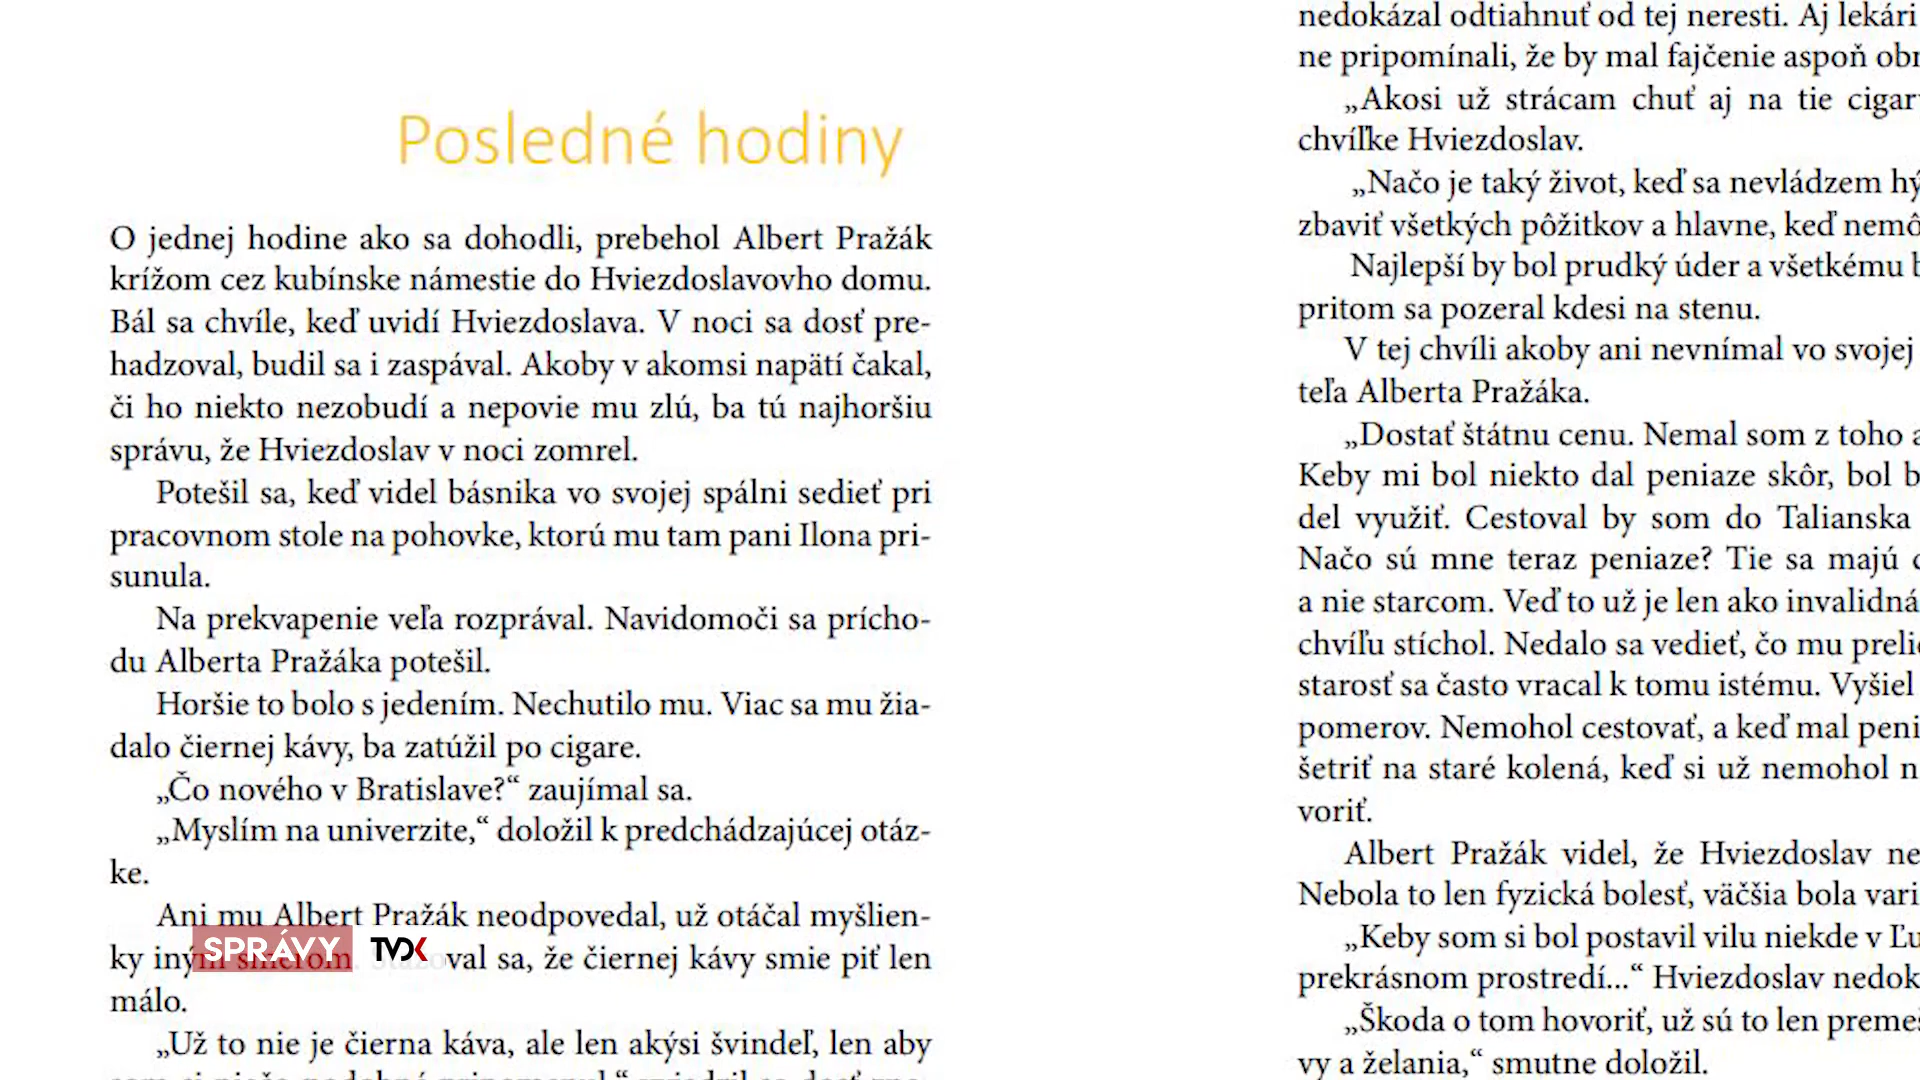 Posledné hodiny
O jednej hodine ako sa dohodli, prebehol Albert Pražák
krížom cez kubínske námestie do Hviezdoslavovho domu.
Bál sa chvíle, keď uvidí Hviezdoslava. V noci sa dosť pre-
hadzoval, budil sa i zaspával. Akoby v akomsi napätí čakal,
či ho niekto nezobudí a nepovie mu zlú, ba tú najhoršiu
správu, že Hviezdoslav v noci zomrel.
Potešil sa, keď videl básnika vo svojej spálni sedieť pri
pracovnom stole na pohovke, ktorú mu tam pani Ilona pri-
sunula.
Na prekvapenie veľa rozprával. Navidomoči sa prícho-
du Alberta Pražáka potešil.
Horšie to bolo s jedením. Nechutilo mu. Viac sa mu žia-
dalo čiernej kávy, ba zatúžil po cigare.
„Čo nového v Bratislave?“ zaujímal sa.
„Myslím na univerzite,“ doložil k predchádzajúcej otáz-
ke.
Ani mu Albert Pražák neodpovedal, už otáčal myšlien-
ky iným smerom. val sa, že čiernej kávy smie piť len
málo.
„Už to nie je čierna káva, ale len akýsi švindeľ, len aby
SPRÁVY TVDK
nedokázal odtiahnuť od tej neresti. Aj lekári
ne pripomínali, že by mal fajčenie aspoň obm
„Akosi už strácam chuť aj na tie cigar
chvíľke Hviezdoslav.
„Načo je taký život, keď sa nevládzem hý
zbaviť všetkých pôžitkov a hlavne, keď nemô
Najlepší by bol prudký úder a všetkému b
pritom sa pozeral kdesi na stenu.
V tej chvíli akoby ani nevnímal vo svojej
teľa Alberta Pražáka.
„Dostať štátnu cenu. Nemal som z toho a
Keby mi bol niekto dal peniaze skôr, bol b
del využiť. Cestoval by som do Talianska
Načo sú mne teraz peniaze? Tie sa majú
a nie starcom. Veď to už je len ako invalidná
chvíľu stíchol. Nedalo sa vedieť, čo mu prelie
starosť sa často vracal k tomu istému. Vyšiel
pomerov. Nemohol cestovať, a keď mal peni
šetriť na staré kolená, keď si už nemohol n
voriť.
Albert Pražák videl, že Hviezdoslav ne
Nebola to len fyzická bolesť, väčšia bola vari
„Keby som si bol postavil vilu niekde v Ľu
prekrásnom prostredí...“ Hviezdoslav nedok
„Škoda o tom hovoriť, už sú to len premeš
vy a želania,“ smutne doložil.